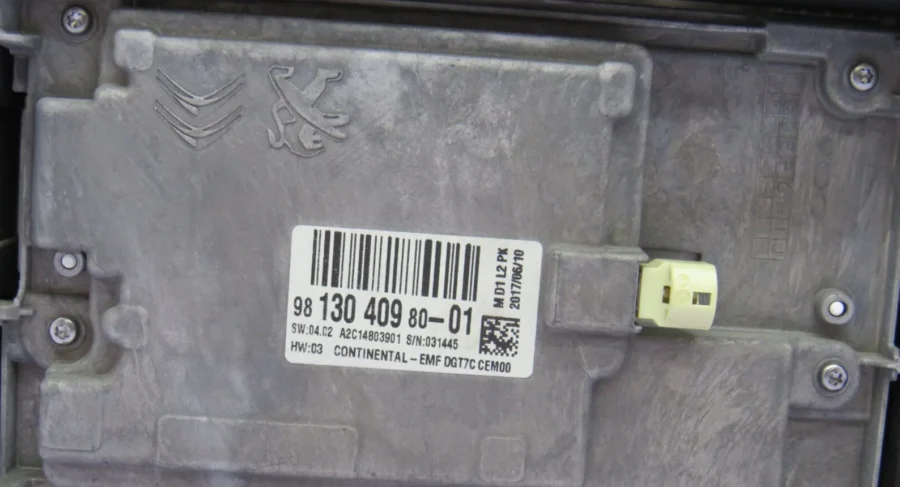 98 130 409 80-01
SW:04.02 A2C14803901 S/N:031445
HW:03 CONTINENTAL-EMF DGT7C CEM00
M D1 L2 PK
2017/06/10